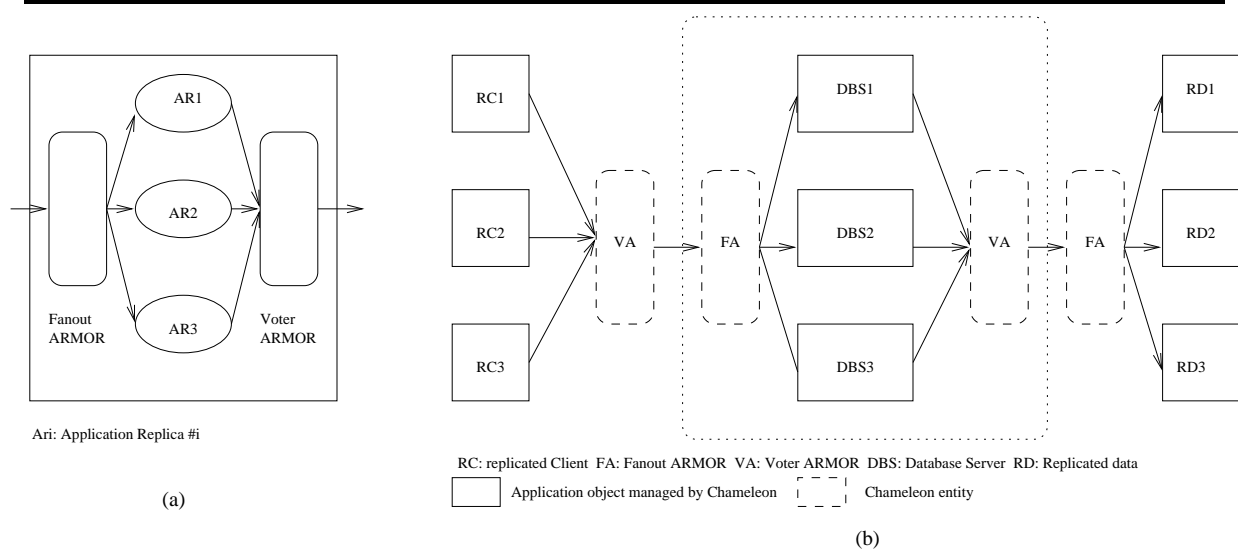 AR1
AR2
AR3
Fanout
ARMOR
Voter
ARMOR
Ari: Application Replica #i
(a)
RC1
RC2
RC3
VA
FA
DBS1
DBS2
DBS3
VA
FA
RD1
RD2
RD3
RC: replicated Client FA: Fanout ARMOR VA: Voter ARMOR DBS: Database Server RD: Replicated data
Application object managed by Chameleon
Chameleon entity
(b)